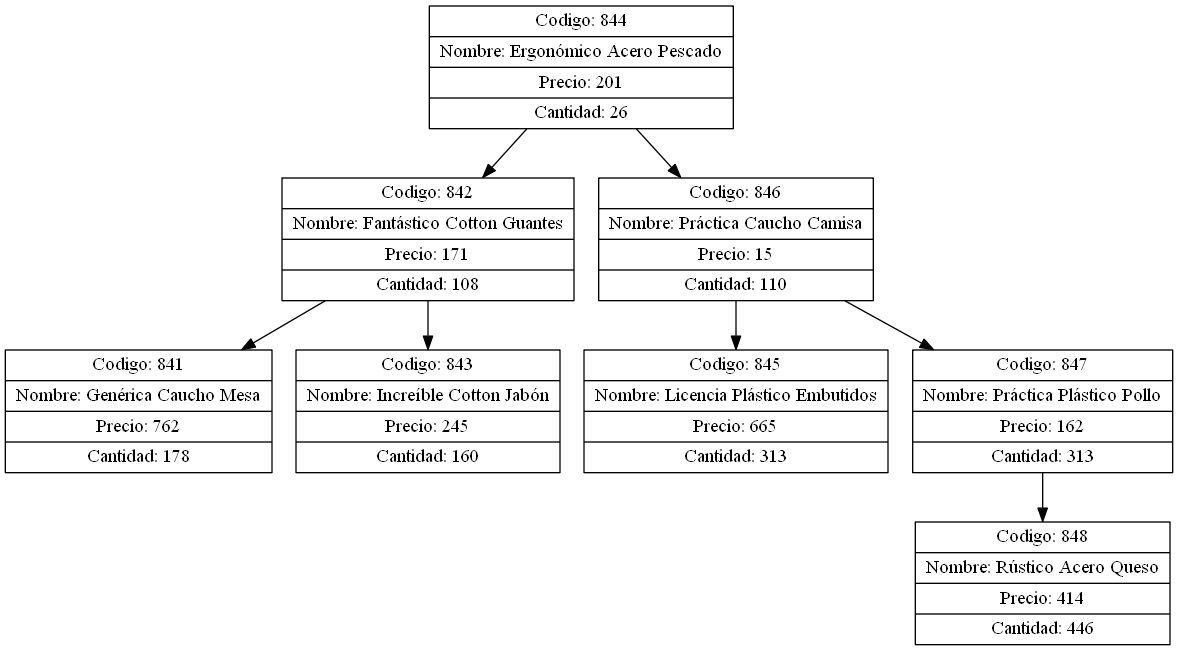 Codigo: 844
Nombre: Ergonómico Acero Pescado
Precio: 201
Cantidad: 26
Codigo: 842
Nombre: Fantástico Cotton Guantes
Precio: 171
Cantidad: 108
Codigo: 846
Nombre: Práctica Caucho Camisa
Precio: 15
Cantidad: 110
Codigo: 841
Nombre: Genérica Caucho Mesa
Precio: 762
Cantidad: 178
Codigo: 843
Nombre: Increíble Cotton Jabón
Precio: 245
Cantidad: 160
Codigo: 845
Nombre: Licencia Plástico Embutidos
Precio: 665
Cantidad: 313
Codigo: 847
Nombre: Práctica Plástico Pollo
Precio: 162
Cantidad: 313
Codigo: 848
Nombre: Rústico Acero Queso
Precio: 414
Cantidad: 446